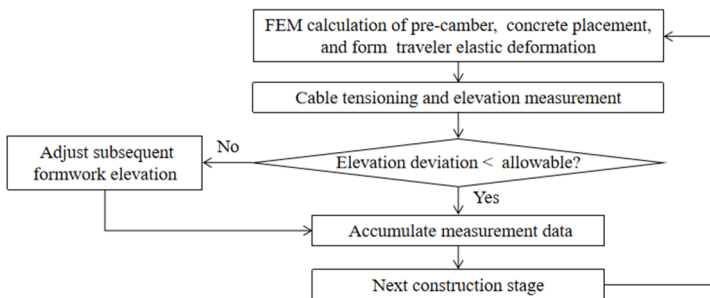 FEM calculation of pre-camber, concrete placement,
and form traveler elastic deformation
Cable tensioning and elevation measurement
Elevation deviation < allowable?
No
Adjust subsequent
formwork elevation
Yes
Accumulate measurement data
Next construction stage